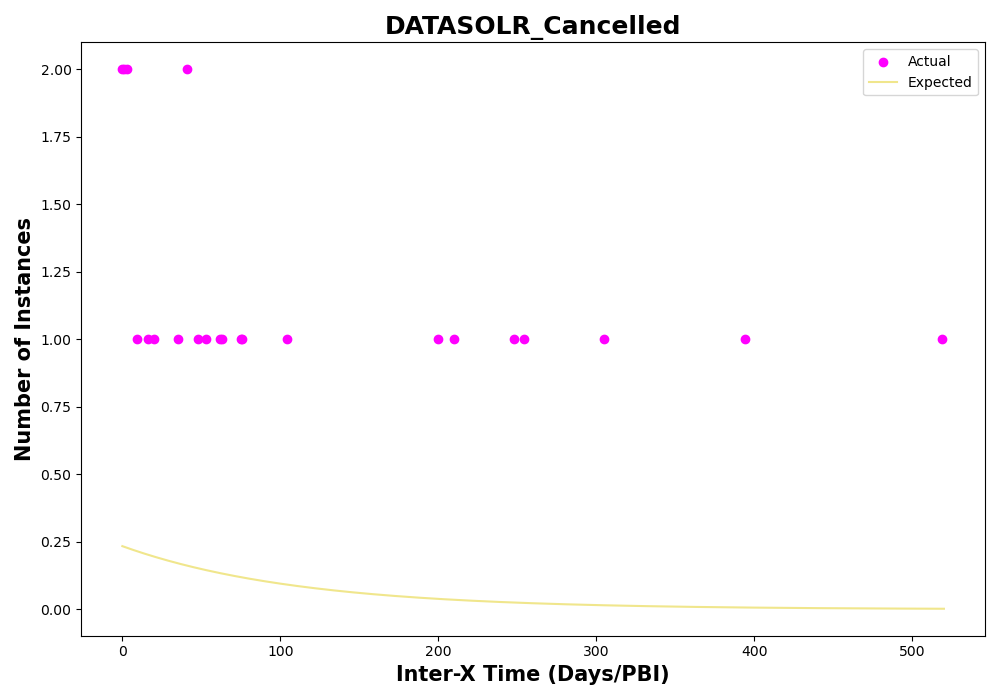 DATASOLR_Cancelled
Actual
Expected
Number of Instances
2.00
1.75
1.50
1.25
1.00
0.75
0.50
0.25
0.00
0 100 200 300 400 500
Inter-X Time (Days/PBI)